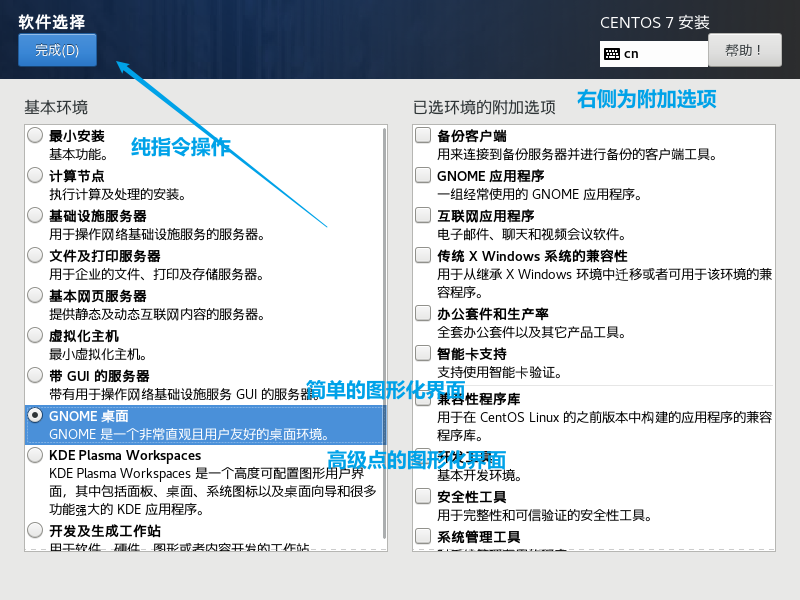 软件选择
完成(D)
CENTOS 7 安装
cn
帮助！
右侧为附加选项
基本环境
最小安装
基本功能。
纯指令操作
计算节点
执行计算及处理的安装。
基础设施服务器
用于操作网络基础设施服务的服务器。
文件及打印服务器
用于企业的文件、打印及存储服务器。
基本网页服务器
提供静态及动态互联网内容的服务器。
虚拟化主机
最小虚拟化主机。
带 GUI 的服务器
带有用于操作网络基础设施服务 GUI 的服务器。
简单的图形化界面
GNOME 桌面
GNOME 是一个非常直观且用户友好的桌面环境。
高级点的图形化界面
KDE Plasma Workspaces
KDE Plasma Workspaces 是一个高度可配置图形用户界
面，其中包括面板、桌面、系统图标以及桌面向导和很多
功能强大的 KDE 应用程序。
开发及生成工作站
用于软件、硬件、图形或者内容开发的工作站
已选环境的附加选项
备份客户端
用来连接到备份服务器并进行备份的客户端工具。
GNOME 应用程序
一组经常使用的 GNOME 应用程序。
互联网应用程序
电子邮件、聊天和视频会议软件。
传统 X Windows 系统的兼容性
用于从继承 X Windows 环境中迁移或者可用于该环境的兼
容程序。
办公套件和生产率
全套办公套件以及其它产品工具。
智能卡支持
支持使用智能卡验证。
兼容性程序库
用于在 CentOS Linux 的之前版本中构建的应用程序的兼容
程序库。
开发工具
基本开发环境。
安全性工具
用于完整性和可信验证的安全性工具。
系统管理工具